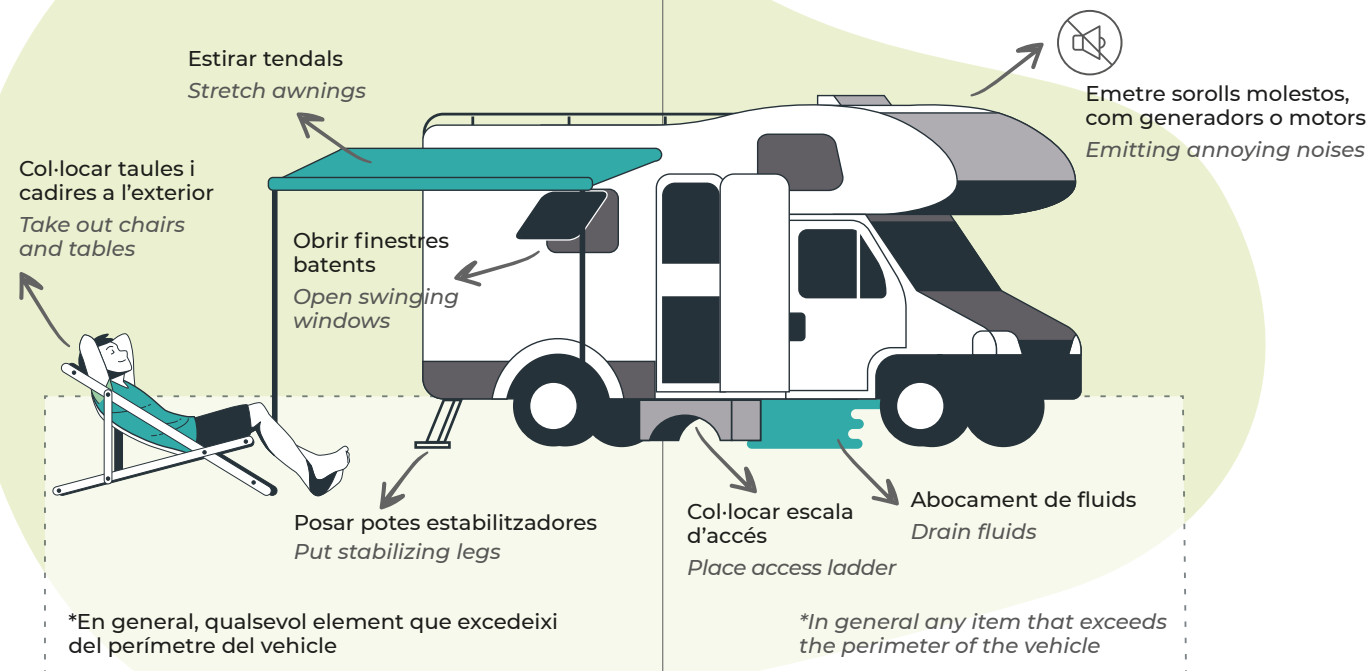 Estirar tendals
Stretch awnings
Emetre sorolls molestos,
com generadors o motors
Emitting annoying noises
Col·locar taules i
cadires a l’exterior
Take out chairs
and tables
Obrir finestres
batents
Open swinging
windows
Posar potes estabilitzadores
Put stabilizing legs
Col·locar escala
d’accés
Place access ladder
Abocament de fluids
Drain fluids
*En general, qualsevol element que excedeixi
del perímetre del vehicle
*In general any item that exceeds
the perimeter of the vehicle